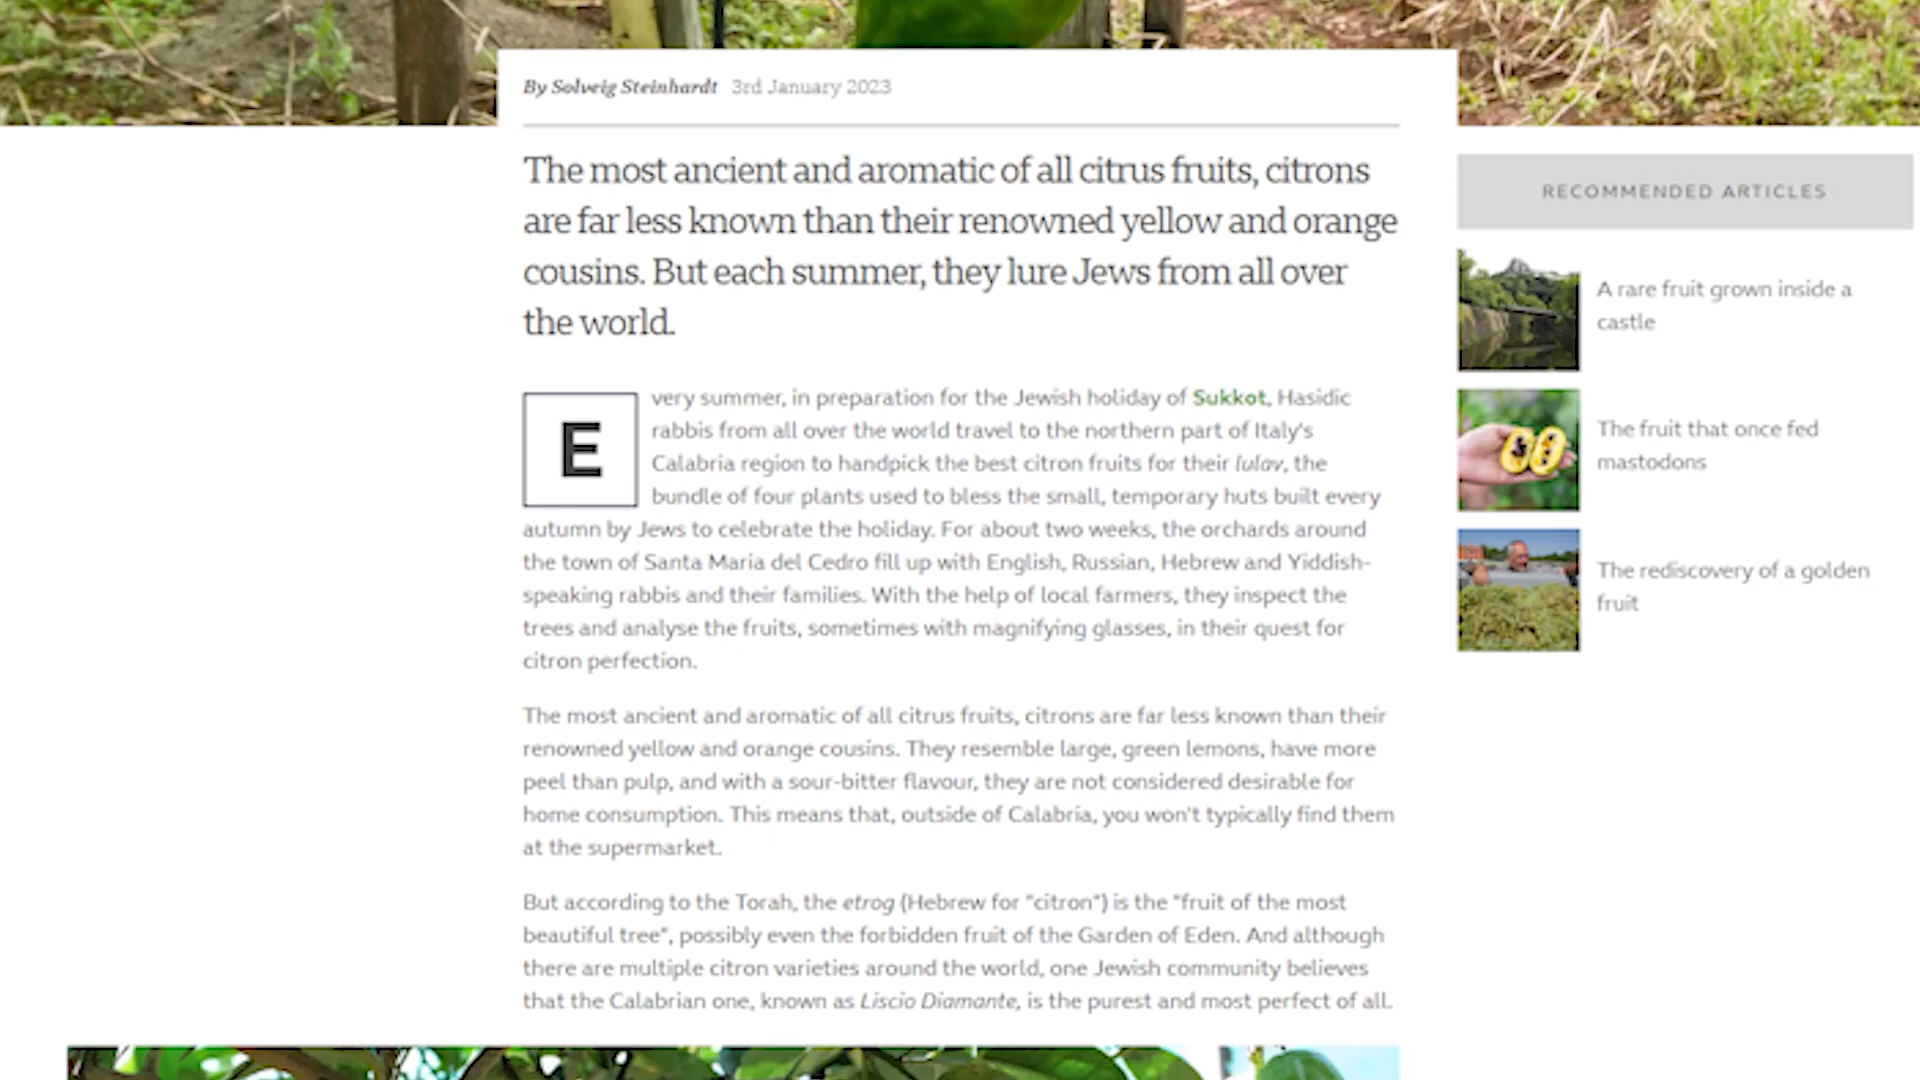 By Solveig Steinhardt 3rd January 2023
The most ancient and aromatic of all citrus fruits, citrons
are far less known than their renowned yellow and orange
cousins. But each summer, they lure Jews from all over
the world.
Every summer, in preparation for the Jewish holiday of Sukkot, Hasidic
rabbis from all over the world travel to the northern part of Italy's
Calabria region to handpick the best citron fruits for their lulav, the
bundle of four plants used to bless the small, temporary huts built every
autumn by Jews to celebrate the holiday. For about two weeks, the orchards around
the town of Santa Maria del Cedro fill up with English, Russian, Hebrew and Yiddish-
speaking rabbis and their families. With the help of local farmers, they inspect the
trees and analyse the fruits, sometimes with magnifying glasses, in their quest for
citron perfection.
The most ancient and aromatic of all citrus fruits, citrons are far less known than their
renowned yellow and orange cousins. They resemble large, green lemons, have more
peel than pulp, and with a sour-bitter flavour, they are not considered desirable for
home consumption. This means that, outside of Calabria, you won't typically find them
at the supermarket.
But according to the Torah, the etrog (Hebrew for "citron") is the "fruit of the most
beautiful tree", possibly even the forbidden fruit of the Garden of Eden. And although
there are multiple citron varieties around the world, one Jewish community believes
that the Calabrian one, known as Liscio Diamante, is the purest and most perfect of all.
RECOMMENDED ARTICLES
A rare fruit grown inside a
castle
The fruit that once fed
mastodons
The rediscovery of a golden
fruit